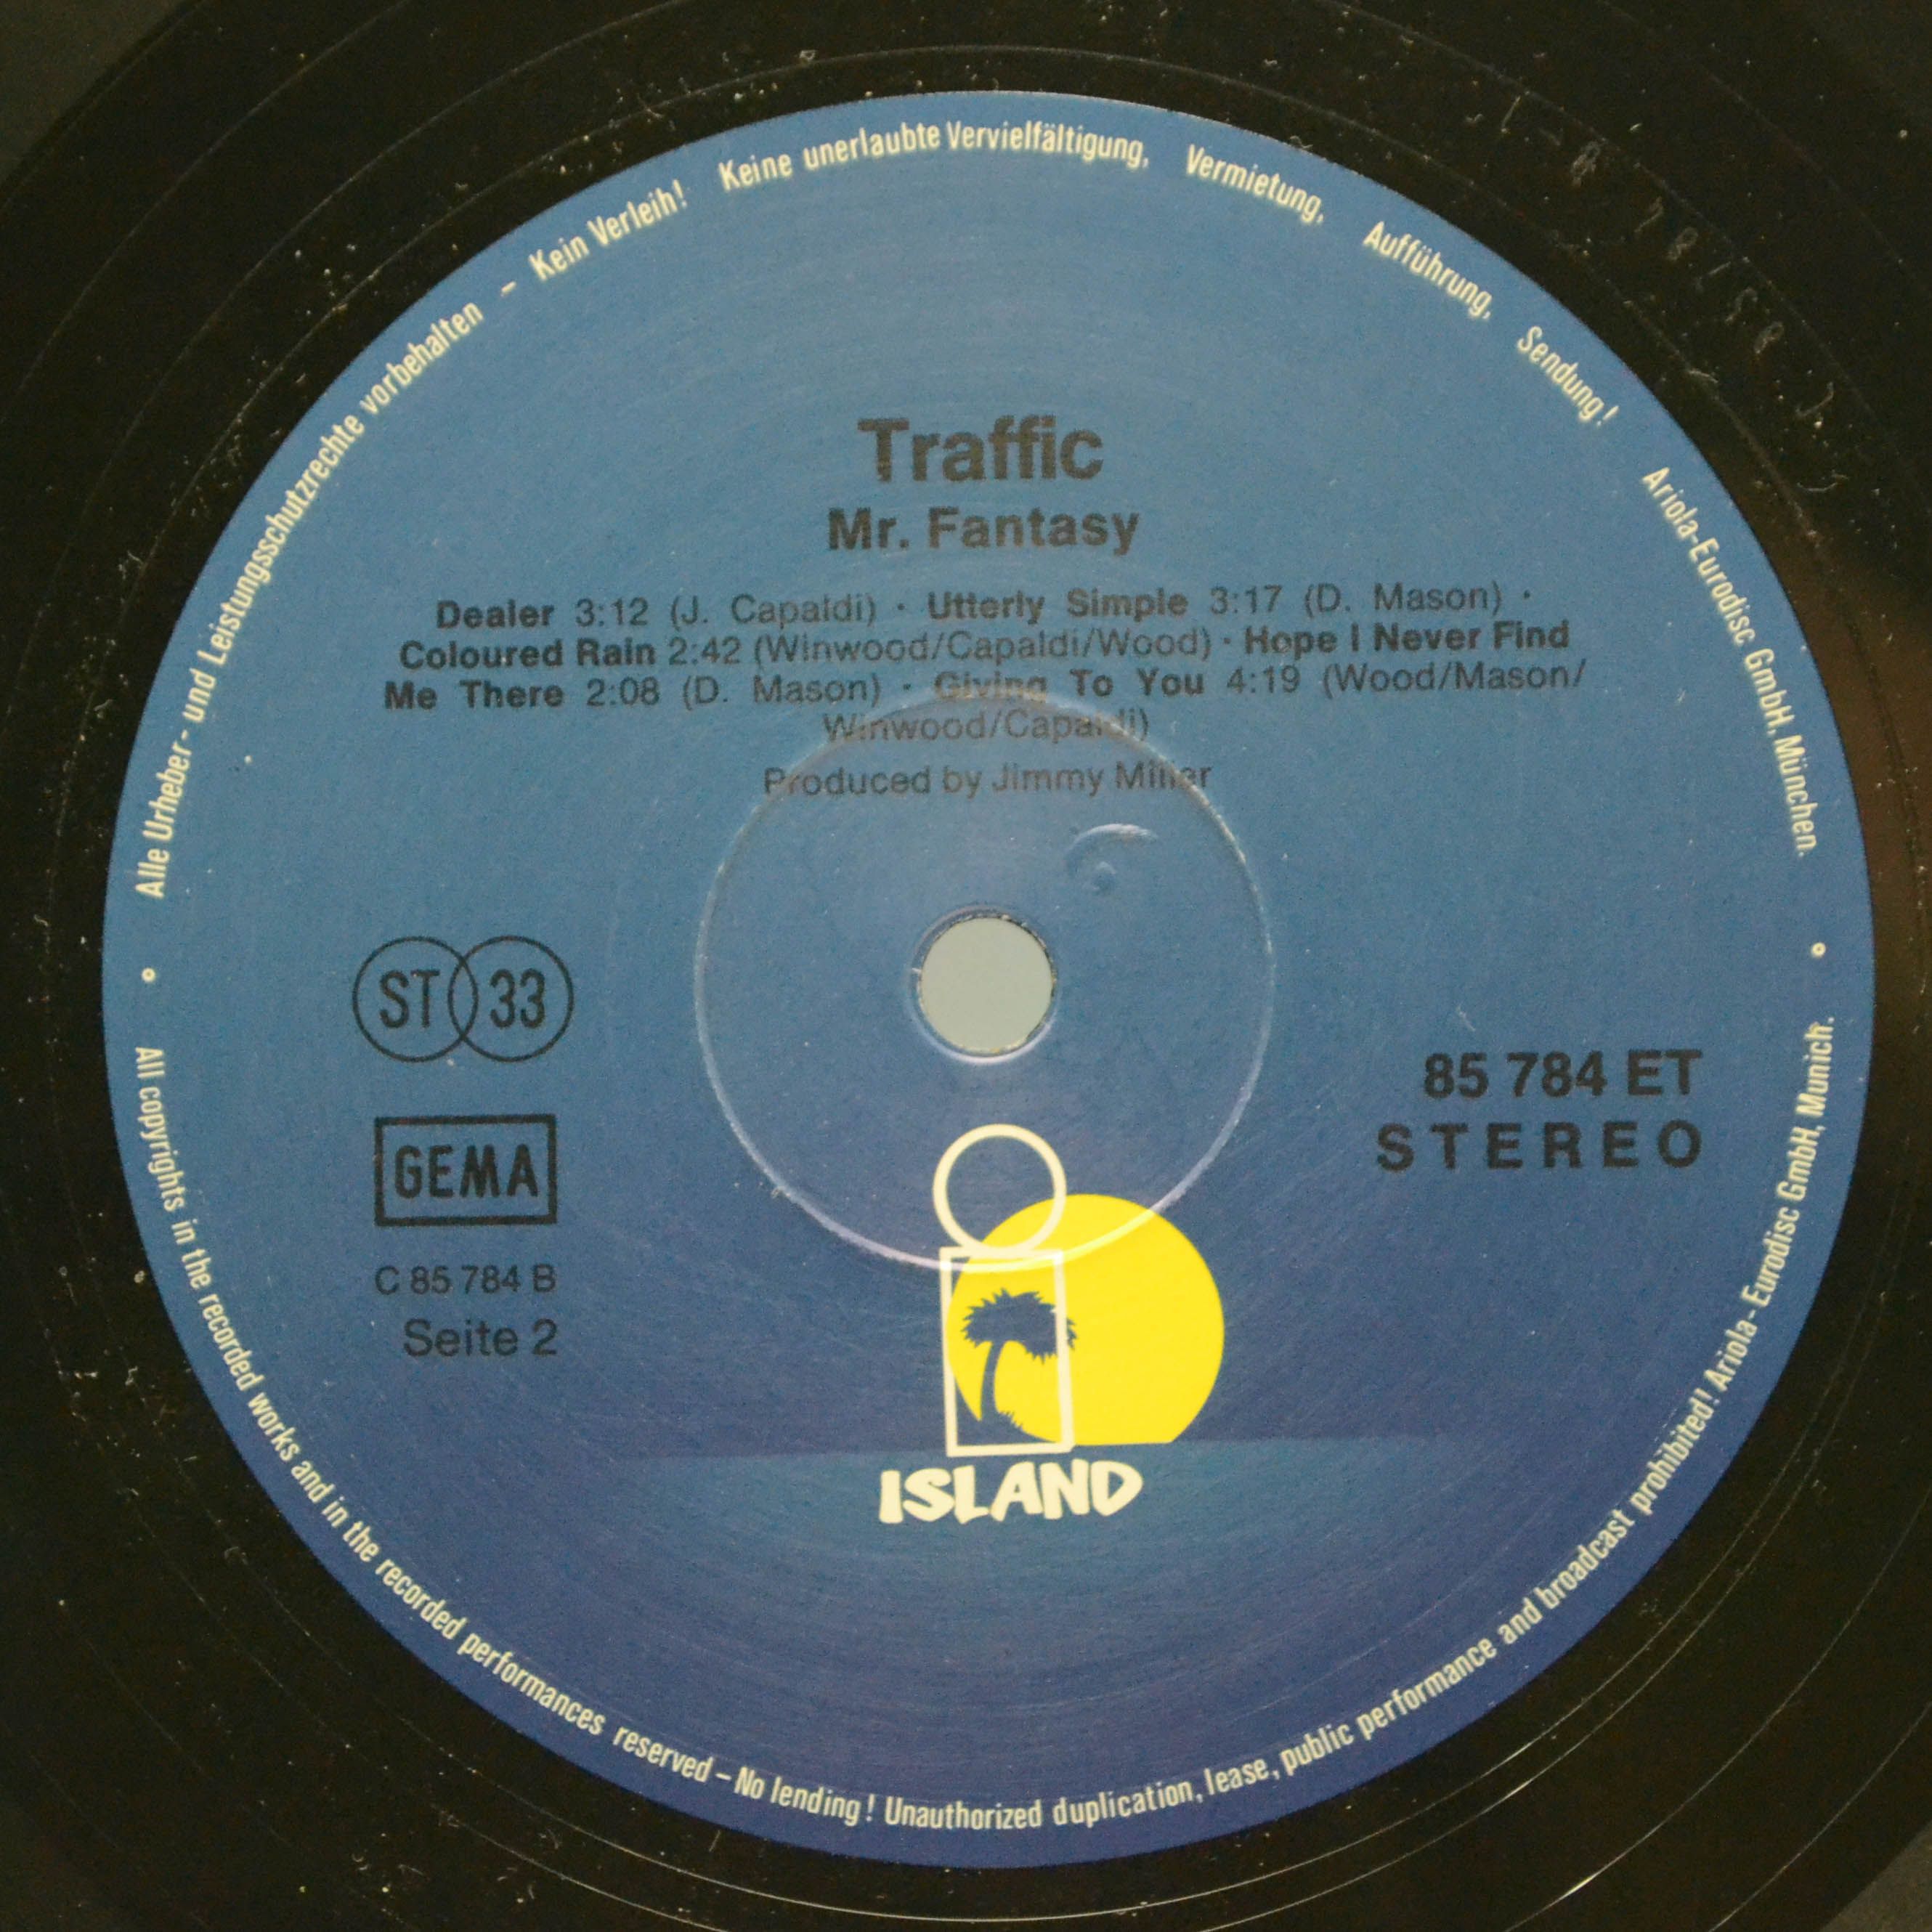 Alle Urheber- und Leistungsschutzrechte vorbehalten - Kein Verleih! Keine unerlaubte Vervielfältigung, Vermietung, Aufführung, Sendung! Ariola-Eurodisc GmbH, München.
Traffic
Mr. Fantasy
Dealer 3:12 (J. Capaldi) · Utterly Simple 3:17 (D. Mason) ·
Coloured Rain 2:42 (Winwood/Capaldi/Wood) · Hope I Never Find
Me There 2:08 (D. Mason) · Giving To You 4:19 (Wood/Mason/
Winwood/Capaldi)
Produced by Jimmy Miller
ST 33
GEMA
C 85 784 B
Seite 2
85 784 ET
STEREO
ISLAND
All copyrights in the recorded works and in the recorded performances reserved – No lending! Unauthorized duplication, lease, public performance and broadcast prohibited! Ariola-Eurodisc GmbH, Munich.